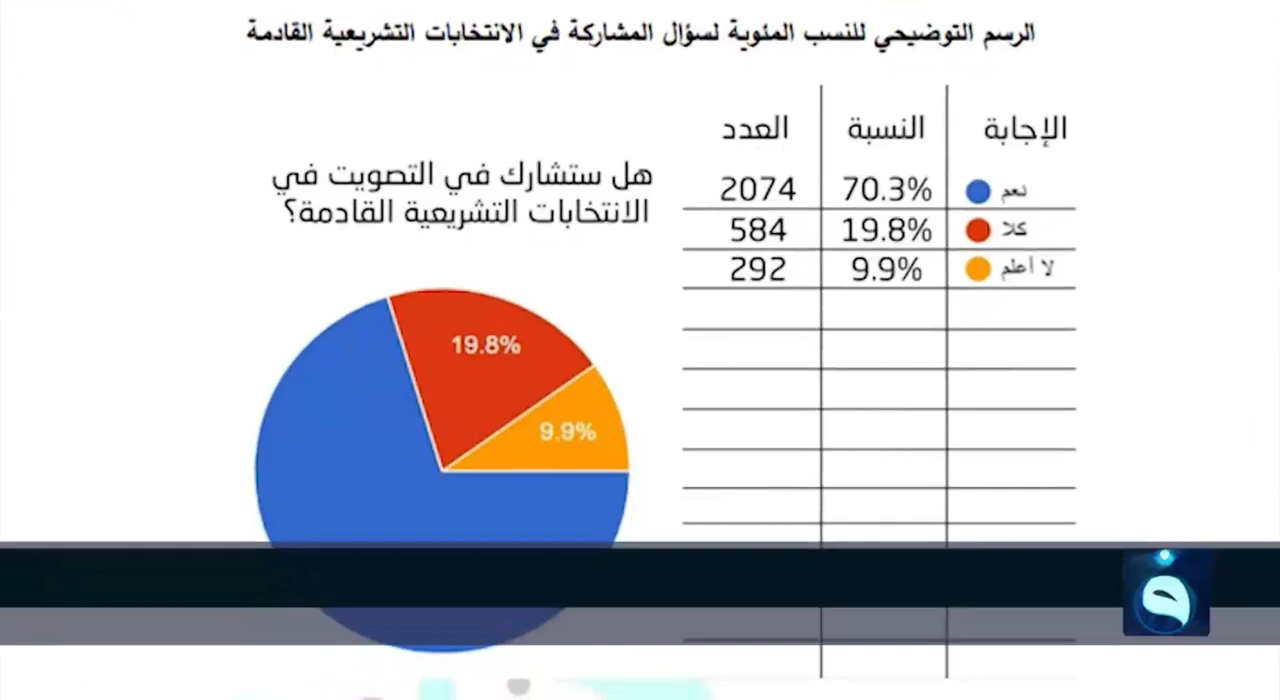 الرسم التوضيحي للنسب المئوية لسؤال المشاركة في الانتخابات التشريعية القادمة
الإجابة النسبة العدد
نعم 70.3% 2074
كلا 19.8% 584
لا أعلم 9.9% 292
هل ستشارك في التصويت في
الانتخابات التشريعية القادمة؟
19.8%
9.9%